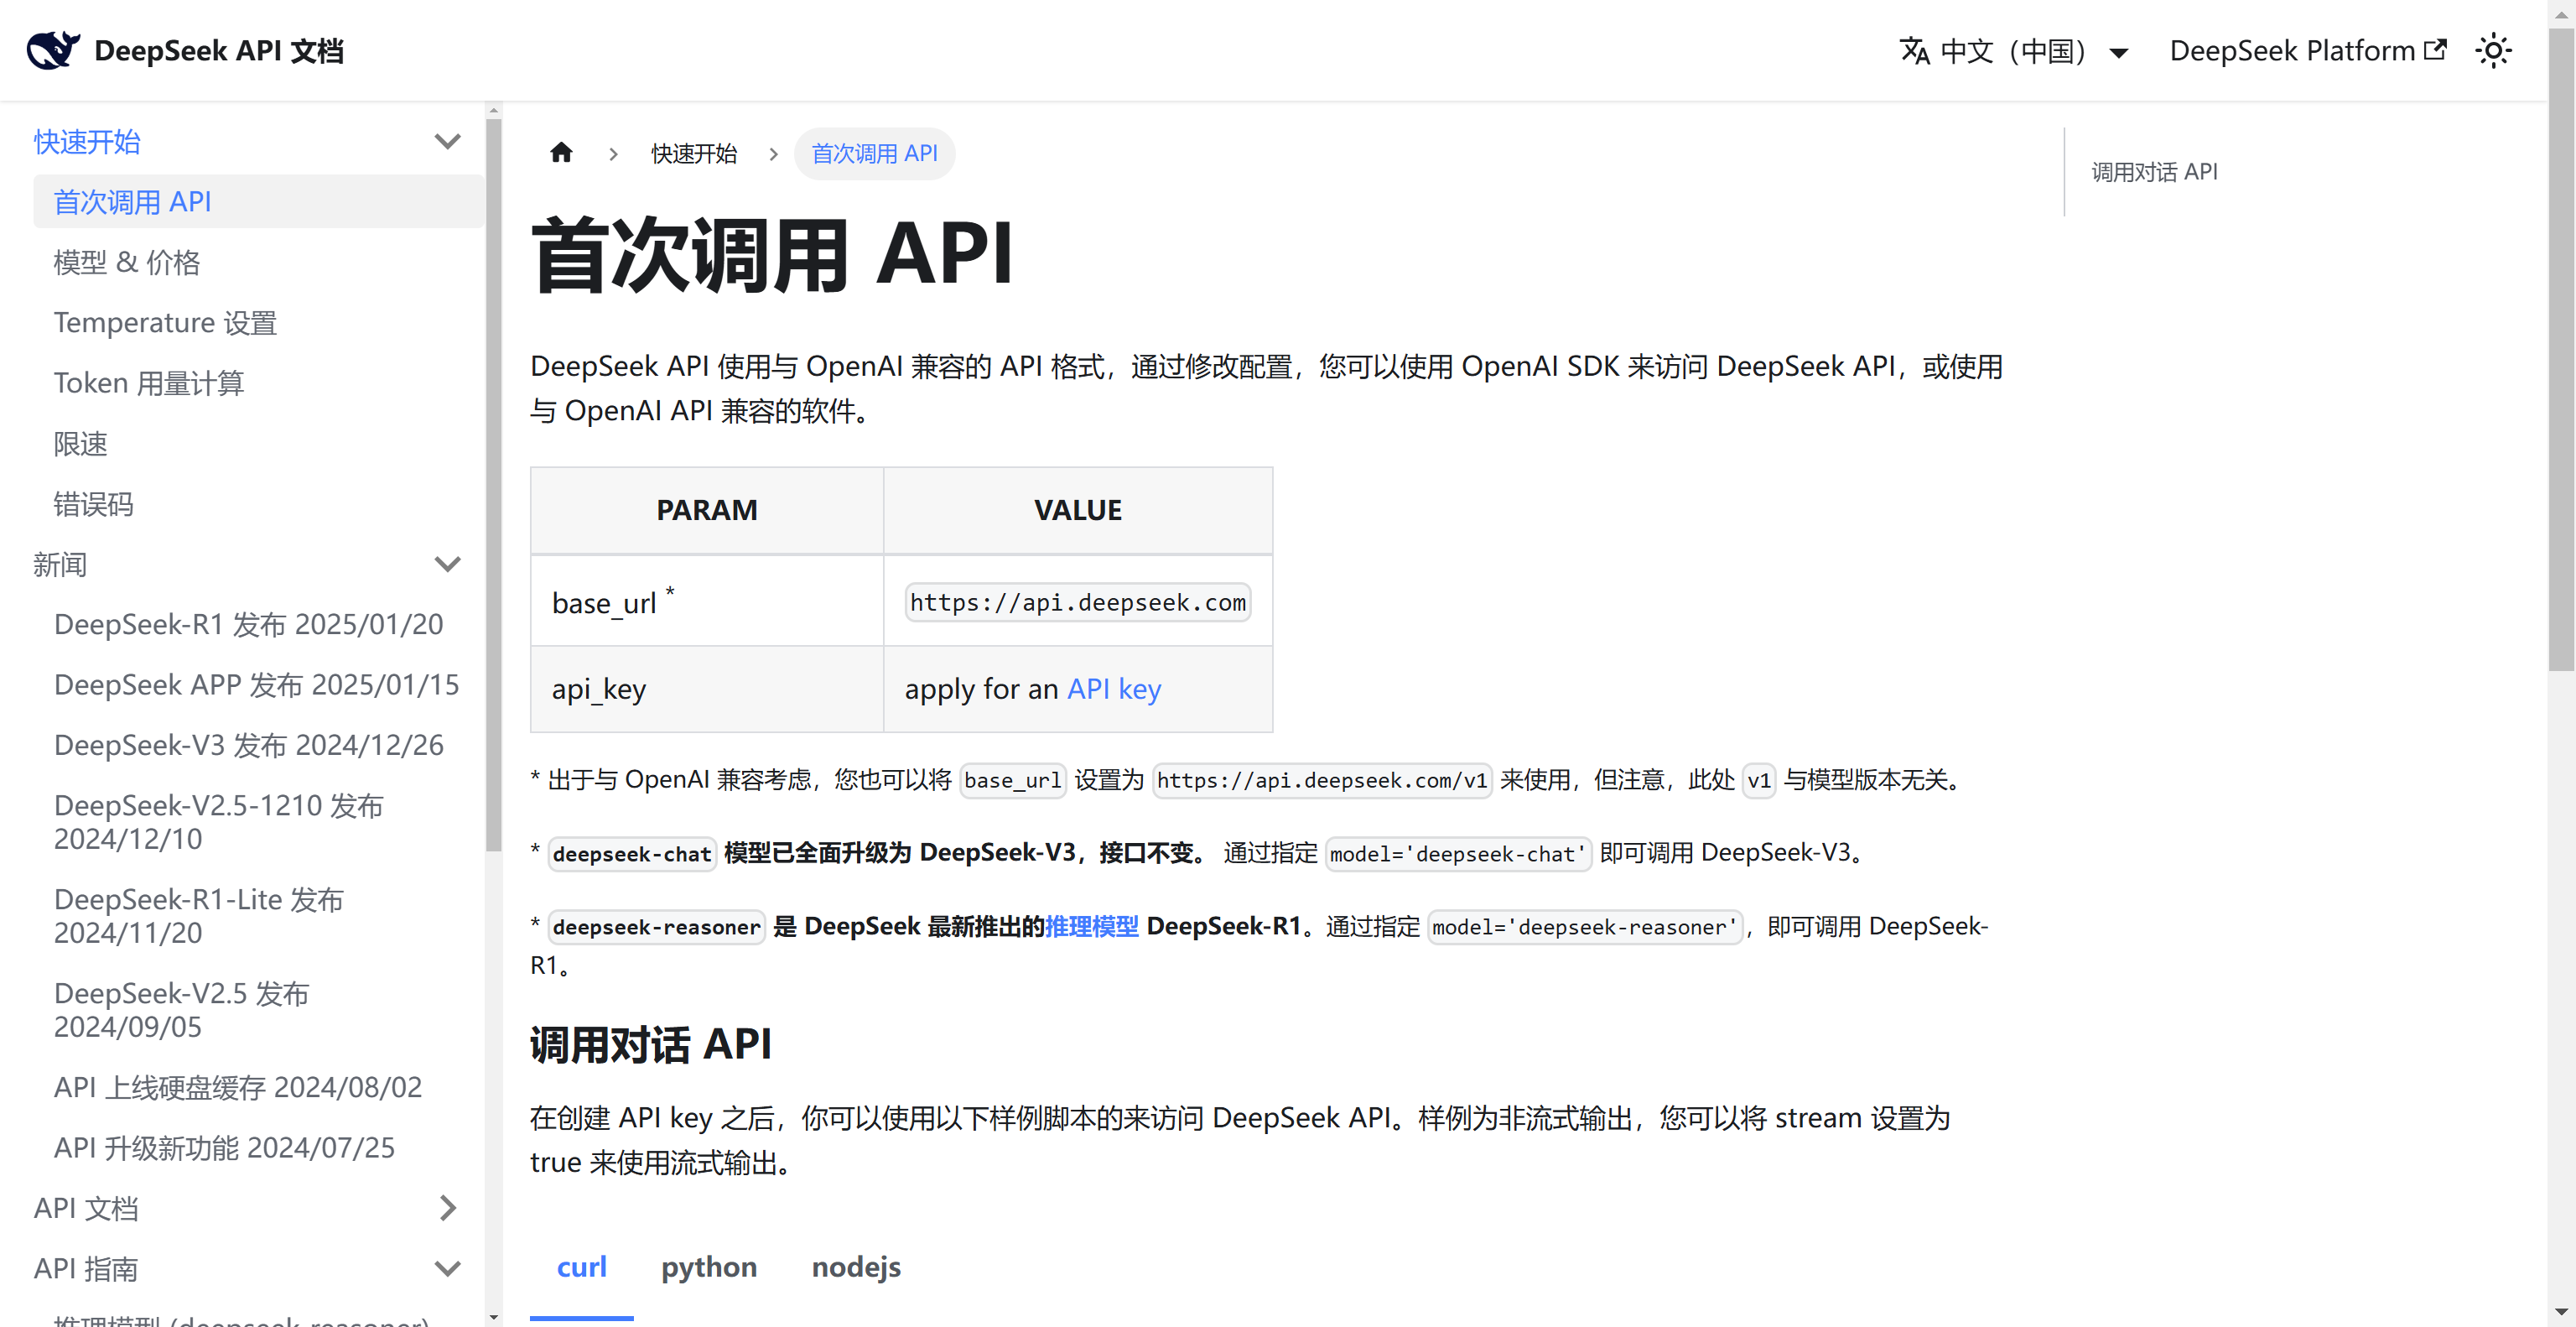 DeepSeek API 文档
中文（中国）
DeepSeek Platform
快速开始
首次调用 API
模型 & 价格
Temperature 设置
Token 用量计算
限速
错误码
新闻
DeepSeek-R1 发布 2025/01/20
DeepSeek APP 发布 2025/01/15
DeepSeek-V3 发布 2024/12/26
DeepSeek-V2.5-1210 发布
2024/12/10
DeepSeek-R1-Lite 发布
2024/11/20
DeepSeek-V2.5 发布
2024/09/05
API 上线硬盘缓存 2024/08/02
API 升级新功能 2024/07/25
API 文档
API 指南
推理模型 (deepseek-reasoner)
快速开始
首次调用 API
首次调用 API
DeepSeek API 使用与 OpenAI 兼容的 API 格式，通过修改配置，您可以使用 OpenAI SDK 来访问 DeepSeek API，或使用
与 OpenAI API 兼容的软件。
PARAM VALUE
base_url * https://api.deepseek.com
api_key apply for an API key
* 出于与 OpenAI 兼容考虑，您也可以将 base_url 设置为 https://api.deepseek.com/v1 来使用，但注意，此处 v1 与模型版本无关。
* deepseek-chat 模型已全面升级为 DeepSeek-V3，接口不变。 通过指定 model='deepseek-chat' 即可调用 DeepSeek-V3。
* deepseek-reasoner 是 DeepSeek 最新推出的推理模型 DeepSeek-R1。通过指定 model='deepseek-reasoner'，即可调用 DeepSeek-
R1。
调用对话 API
在创建 API key 之后，你可以使用以下样例脚本的来访问 DeepSeek API。样例为非流式输出，您可以将 stream 设置为
true 来使用流式输出。
curl python nodejs
调用对话 API